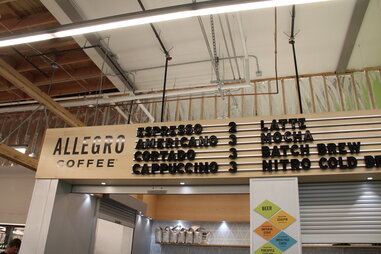 ALLEGRO
COFFEE
ESPRESSO 2
AMERICANO 3
CORTADO 3
CAPPUCCINO 3
LATTE
MOCHA
BATCH BREW
NITRO COLD B
BEER